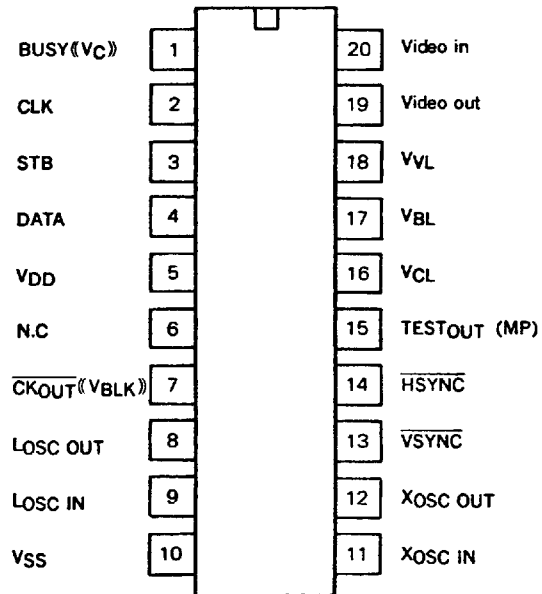 BUSY⟪VC⟫ 1 20 Video in
CLK 2 19 Video out
STB 3 18 VVL
DATA 4 17 VBL
VDD 5 16 VCL
N.C 6 15 TESTOUT (MP)
CKOUT⟪VBLK⟫ 7 14 HSYNC
LOSC OUT 8 13 VSYNC
LOSC IN 9 12 XOSC OUT
VSS 10 11 XOSC IN